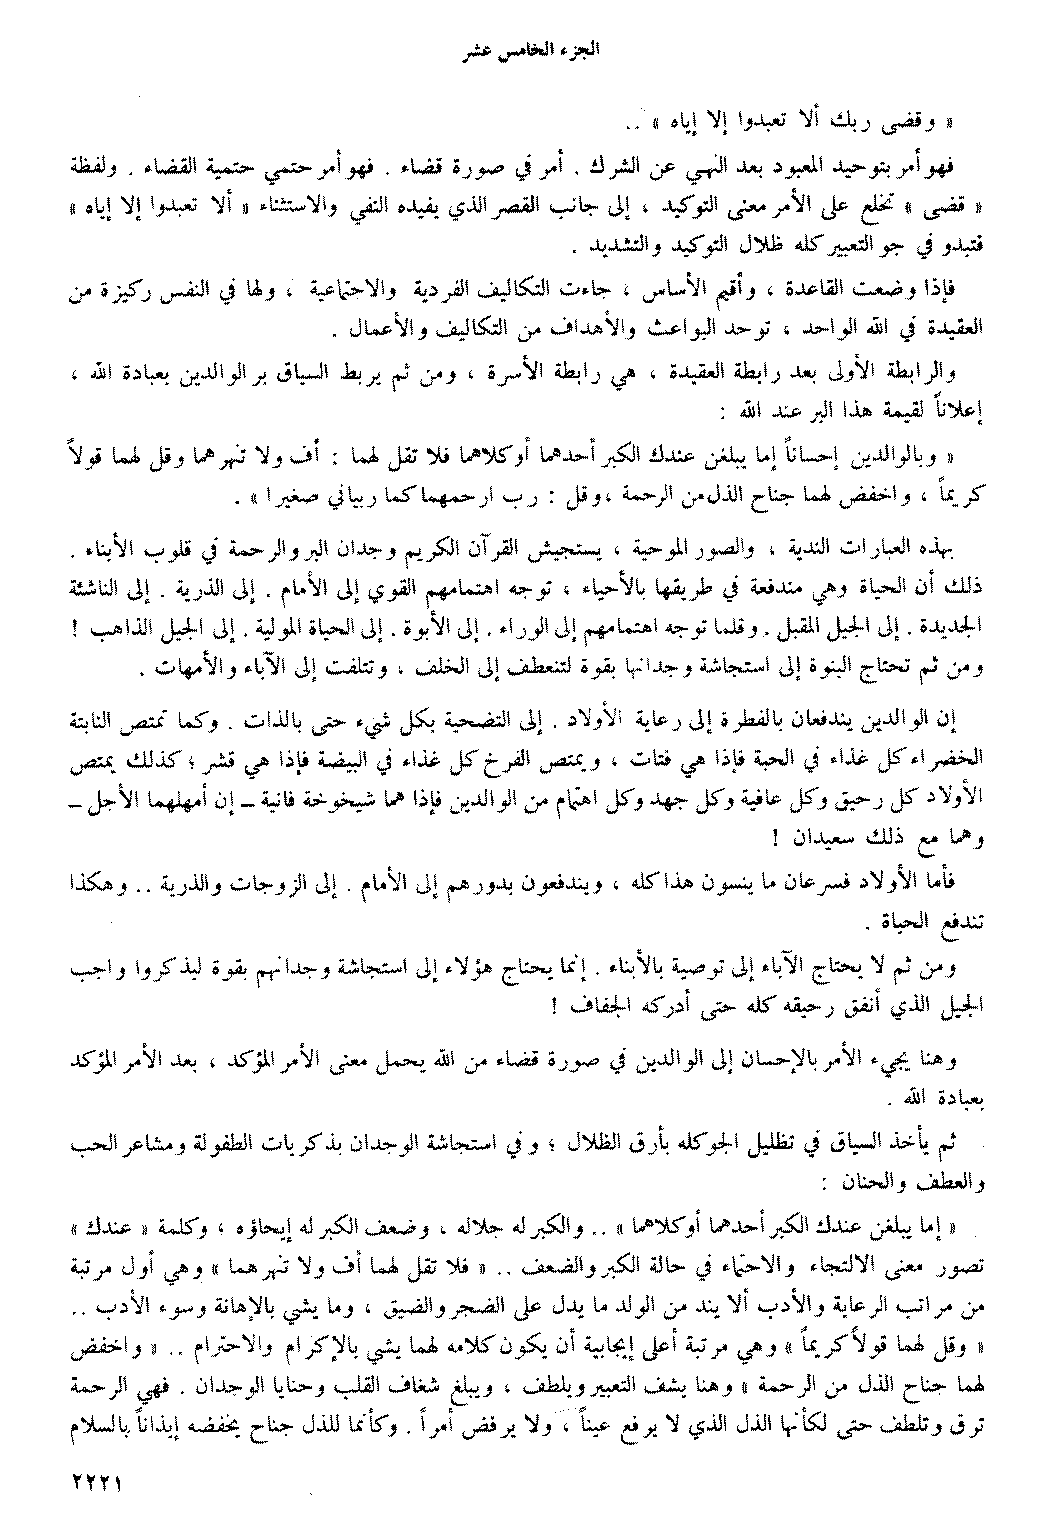 الجزء الخامس عشر
« وقضى ربك ألا تعبدوا إلا إياه » ..
فهو أمر بتوحيد المعبود بعد النهي عن الشرك . أمر في صورة قضاء . فهو أمر حتمي حتمية القضاء . ولفظة
« قضى » تخلع على الأمر معنى التوكيد ، إلى جانب القصر الذي يفيده النفي والاستثناء « ألا تعبدوا إلا إياه »
فتبدو في جو التعبير كله ظلال التوكيد والتشديد .
فإذا وضعت القاعدة ، وأقيم الأساس ، جاءت التكاليف الفردية والاجتماعية ، ولها في النفس ركيزة من
العقيدة في الله الواحد ، توحد البواعث والأهداف من التكاليف والأعمال .
والرابطة الأولى بعد رابطة العقيدة ، هي رابطة الأسرة ، ومن ثم يربط السياق بر الوالدين بعبادة الله ،
إعلاناً لقيمة هذا البر عند الله :
« وبالوالدين إحساناً إما يبلغن عندك الكبر أحدهما أوكلاهما فلا تقل لهما : أف ولا تنهرهما وقل لهما قولاً
كريماً ، واخفض لهما جناح الذل من الرحمة ، وقل : رب ارحمهما كما ربياني صغيرا » .
بهذه العبارات الندية ، والصور الموحية ، يستجيش القرآن الكريم وجدان البر والرحمة في قلوب الأبناء .
ذلك أن الحياة وهي مندفعة في طريقها بالأحياء ، توجه اهتمامهم القوي إلى الأمام . إلى الذرية . إلى الناشئة
الجديدة . إلى الجيل المقبل . وقلما توجه اهتمامهم إلى الوراء . إلى الأبوة . إلى الحياة المولية . إلى الجيل الذاهب !
ومن ثم تحتاج البنوة إلى استجاشة وجدانها بقوة لتنعطف إلى الخلف ، وتتلفت إلى الآباء والأمهات .
إن الوالدين يندفعان بالفطرة إلى رعاية الأولاد . إلى التضحية بكل شيء حتى بالذات . وكما تمتص النابتة
الخضراء كل غذاء في الحبة فإذا هي فتات ، ويمتص الفرخ كل غذاء في البيضة فإذا هي قشر ؛ كذلك يمتص
الأولاد كل رحيق وكل عافية وكل جهد وكل اهتمام من الوالدين فإذا هما شيخوخة فانية – إن أمهلهما الأجل –
وهما مع ذلك سعيدان !
فأما الأولاد فسرعان ما ينسون هذا كله ، ويندفعون بدورهم إلى الأمام . إلى الزوجات والذرية .. وهكذا
تندفع الحياة .
ومن ثم لا يحتاج الآباء إلى توصية بالأبناء . إنما يحتاج هؤلاء إلى استجاشة وجدانهم بقوة ليذكروا واجب
الجيل الذي أنفق رحيقه كله حتى أدركه الجفاف !
وهنا يجيء الأمر بالإحسان إلى الوالدين في صورة قضاء من الله يحمل معنى الأمر المؤكد ، بعد الأمر المؤكد
بعبادة الله .
ثم يأخذ السياق في تظليل الجو كله بأرق الظلال ؛ وفي استجاشة الوجدان بذكريات الطفولة ومشاعر الحب
والعطف والحنان :
« إما يبلغن عندك الكبر أحدهما أوكلاهما » .. والكبر له جلاله ، وضعف الكبر له إيحاؤه ، وكلمة « عندك »
تصور معنى الالتجاء والاحتماء في حالة الكبر والضعف .. « فلا تقل لهما أف ولا تنهرهما » وهي أول مرتبة
من مراتب الرعاية والأدب ألا يند من الولد ما يدل على الضجر والضيق ، وما يشي بالإهانة وسوء الأدب ..
« وقل لهما قولاً كريماً » وهي مرتبة أعلى إيجابية أن يكون كلامه لهما يشي بالإكرام والاحترام .. « واخفض
لهما جناح الذل من الرحمة » وهنا يشف التعبير ويلطف ، ويبلغ شغاف القلب وحنايا الوجدان . فهي الرحمة
ترق وتلطف حتى لكأنها الذل الذي لا يرفع عيناً ، ولا يرفض أمراً . وكأنما للذل جناح يخفضه إيذاناً بالسلام
٢٢٢١